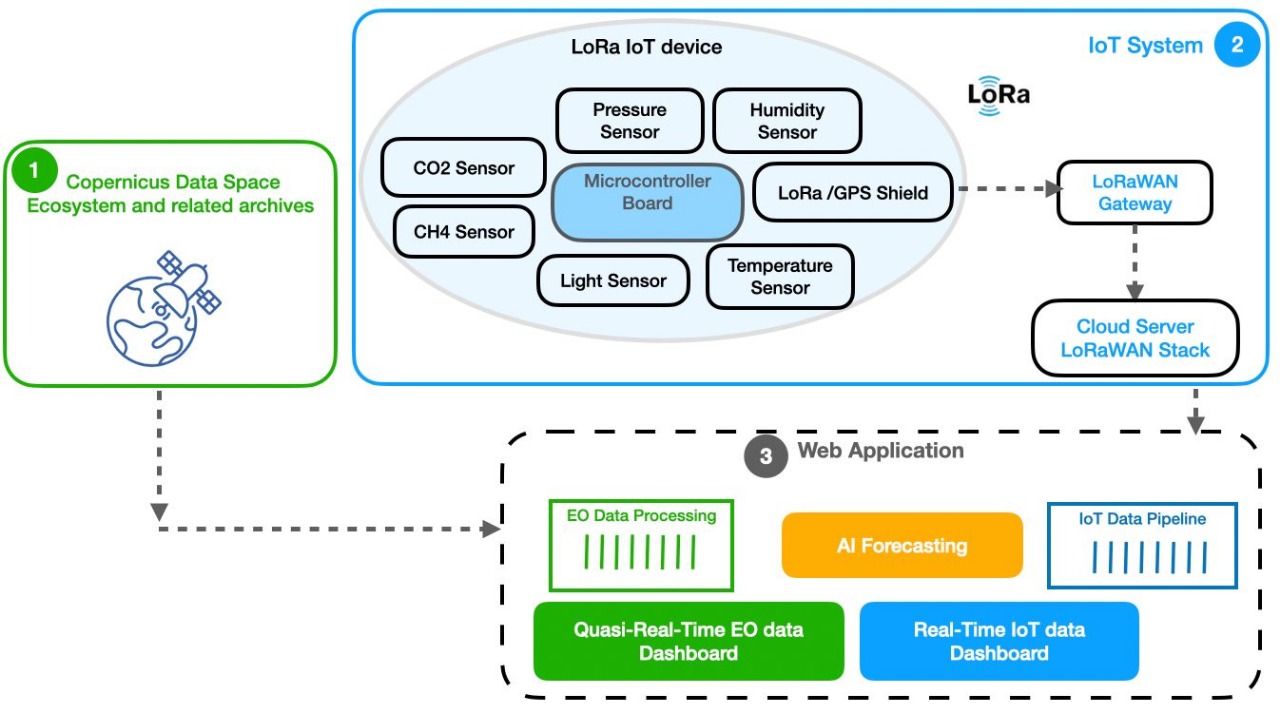 1
Copernicus Data Space
Ecosystem and related archives
IoT System
2
LoRa IoT device
LoRa
Pressure
Sensor
Humidity
Sensor
CO2 Sensor
Microcontroller
Board
LoRa /GPS Shield
CH4 Sensor
Light Sensor
Temperature
Sensor
LoRaWAN
Gateway
Cloud Server
LoRaWAN Stack
3
Web Application
EO Data Processing
AI Forecasting
IoT Data Pipeline
Quasi-Real-Time EO data
Dashboard
Real-Time IoT data
Dashboard